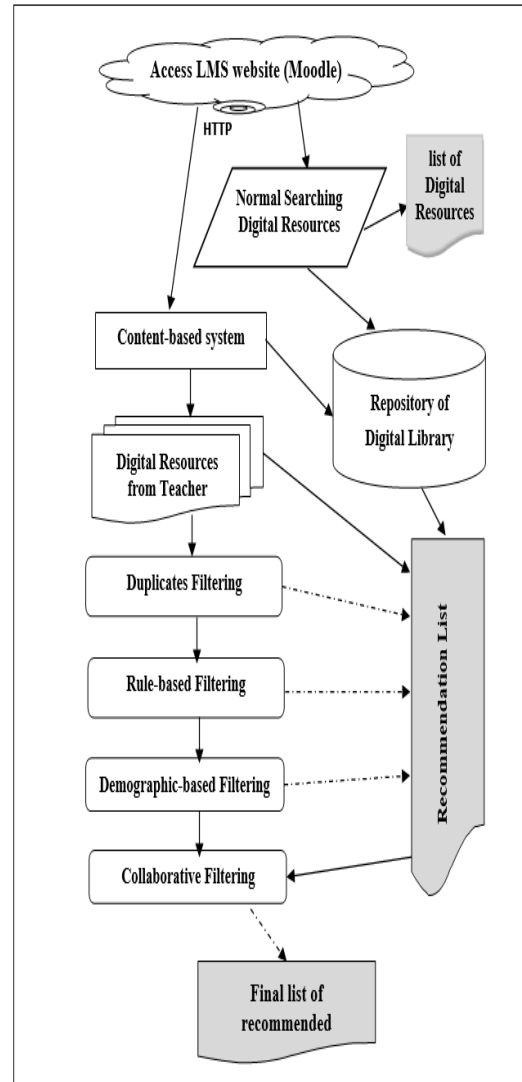 Access LMS website (Moodle)
HTTP
Normal Searching
Digital Resources
list of
Digital
Resources
Content-based system
Repository of
Digital Library
Digital Resources
from Teacher
Duplicates Filtering
Rule-based Filtering
Demographic-based Filtering
Collaborative Filtering
Recommendation List
Final list of
recommended